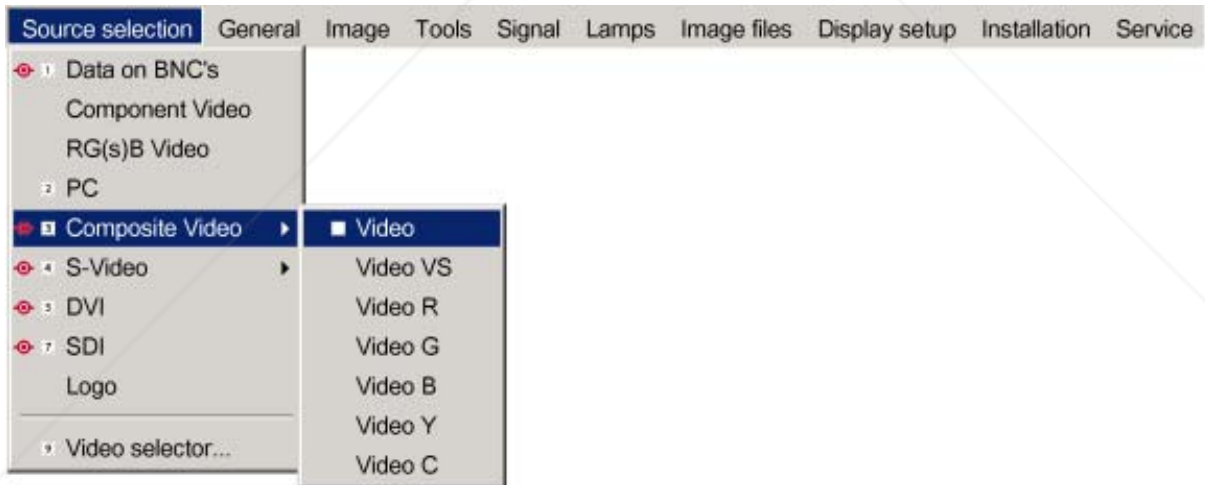 Source selection General Image Tools Signal Lamps Image files Display setup Installation Service
1 Data on BNC's
Component Video
RG(s)B Video
2 PC
3 Composite Video
4 S-Video
5 DVI
7 SDI
Logo
9 Video selector...
Video
Video VS
Video R
Video G
Video B
Video Y
Video C